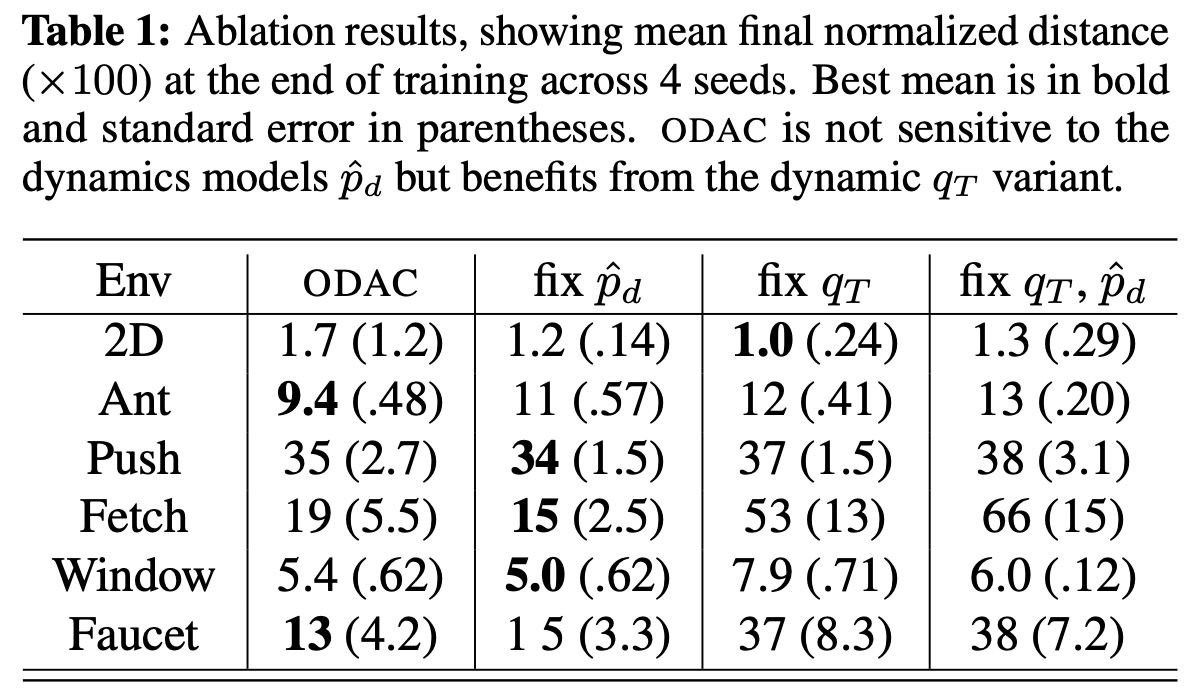 Table 1: Ablation results, showing mean final normalized distance
(×100) at the end of training across 4 seeds. Best mean is in bold
and standard error in parentheses. ODAC is not sensitive to the
dynamics models p̂_d but benefits from the dynamic q_T variant.
Env ODAC fix p̂_d fix q_T fix q_T, p̂_d
2D 1.7 (1.2) 1.2 (.14) 1.0 (.24) 1.3 (.29)
Ant 9.4 (.48) 11 (.57) 12 (.41) 13 (.20)
Push 35 (2.7) 34 (1.5) 37 (1.5) 38 (3.1)
Fetch 19 (5.5) 15 (2.5) 53 (13) 66 (15)
Window 5.4 (.62) 5.0 (.62) 7.9 (.71) 6.0 (.12)
Faucet 13 (4.2) 1 5 (3.3) 37 (8.3) 38 (7.2)